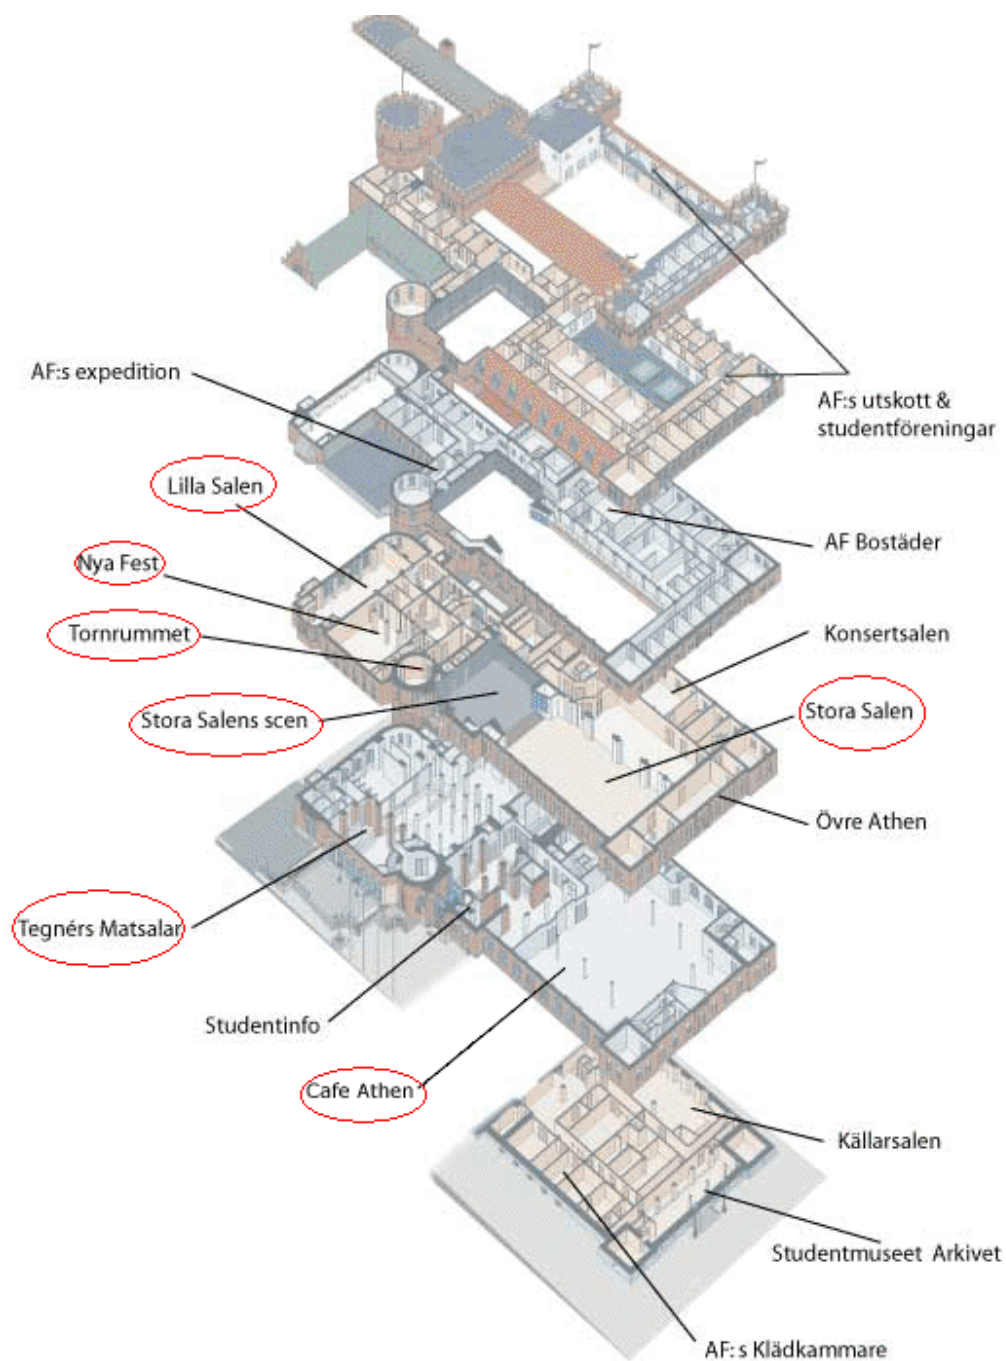 AF:s expedition
AF:s utskott &
studentföreningar
Lilla Salen
AF Bostäder
Nya Fest
Tornrummet
Konsertsalen
Stora Salens scen
Stora Salen
Övre Athen
Tegnérs Matsalar
Studentinfo
Cafe Athen
Källarsalen
Studentmuseet Arkivet
AF: s Klädkammare